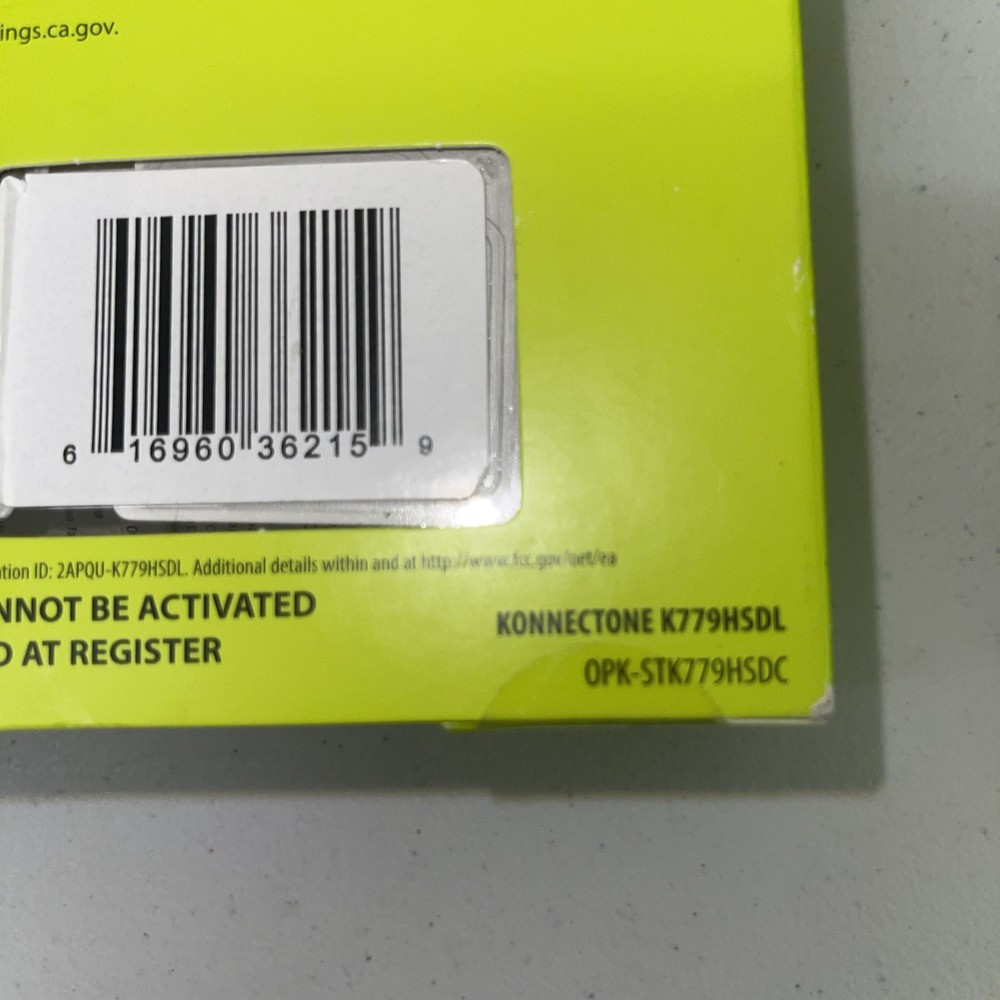 ings.ca.gov.
6 16960 36215 9
tion ID: 2APQU-K779HSDL. Additional details within and at http://www.fcc.gov/oet/ea
NNOT BE ACTIVATED
D AT REGISTER
KONNECTONE K779HSDL
OPK-STK779HSDC